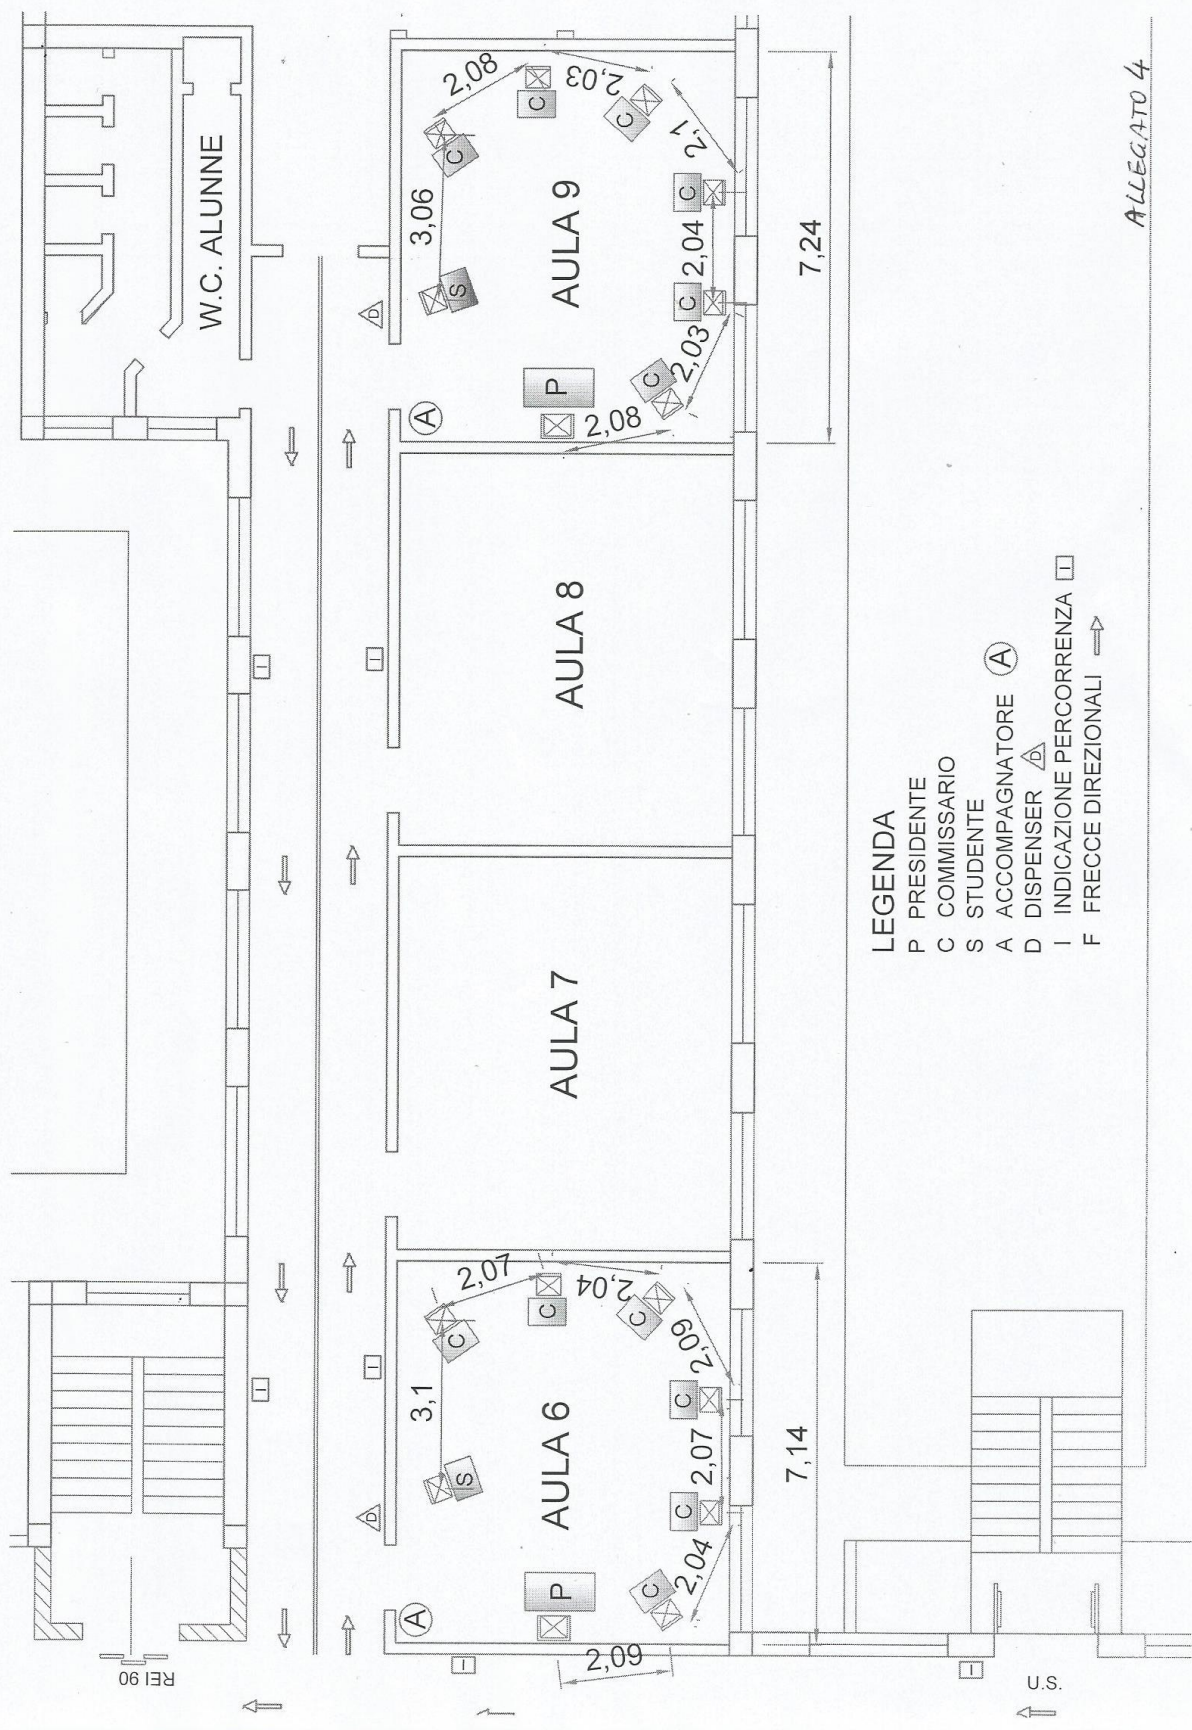 W.C. ALUNNE
REI 90
AULA 6
P
S
C
C
C
C
C
C
A
D
3,1
2,07
2,04
2,09
2,07
2,04
2,09
7,14
AULA 7
AULA 8
AULA 9
P
S
C
C
C
C
C
C
A
D
3,06
2,08
2,03
2,1
2,04
2,03
2,08
7,24
I
I
I
I
I
I
U.S.
LEGENDA
P PRESIDENTE
C COMMISSARIO
S STUDENTE
A ACCOMPAGNATORE A
D DISPENSER D
I INDICAZIONE PERCORRENZA I
F FRECCE DIREZIONALI
ALLEGATO 4